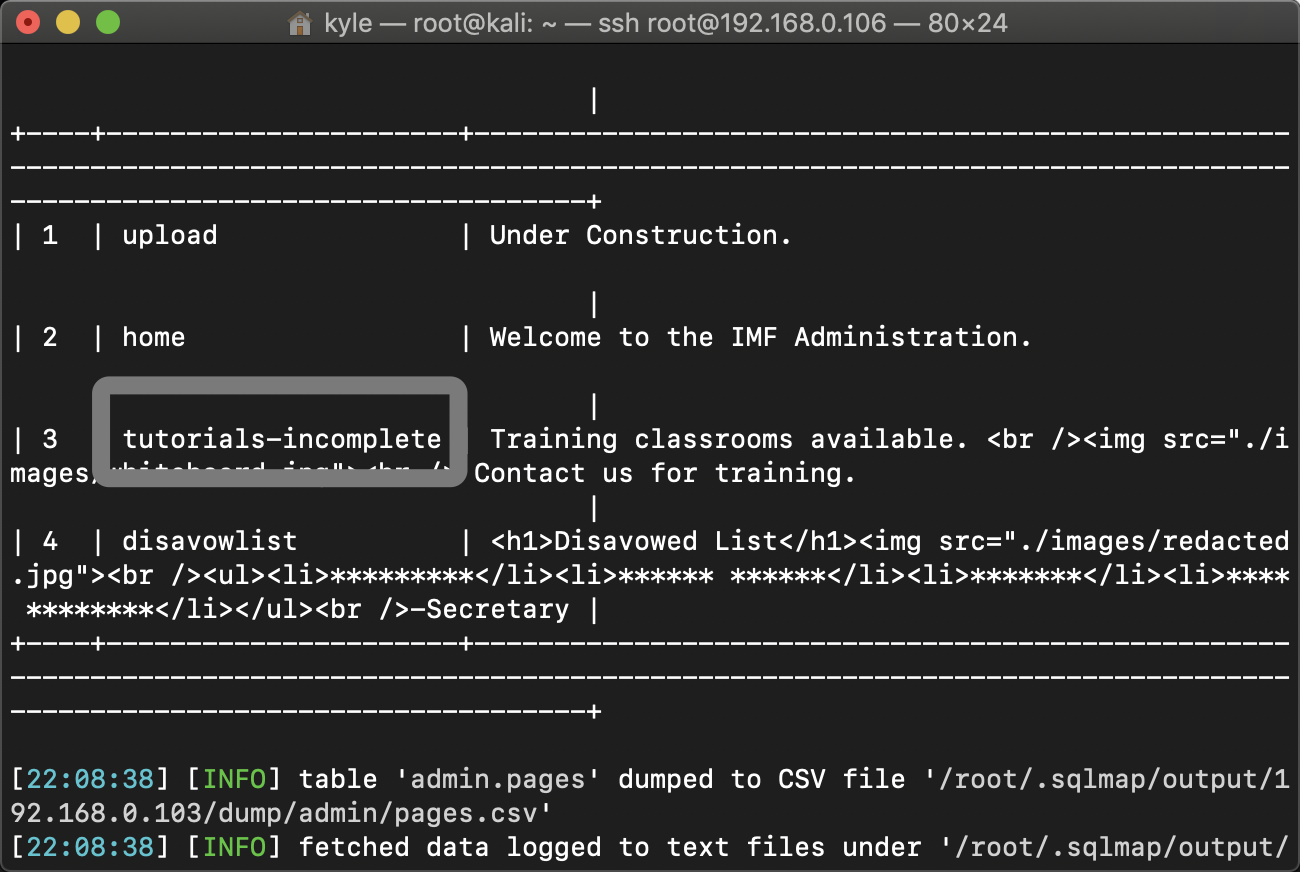 kyle — root@kali: ~ — ssh root@192.168.0.106 — 80×24
|
+----+----------------------+---------------------------------------------------
--------------------------------------------------------------------------------
------------------------------------+
| 1  | upload               | Under Construction.
|
| 2  | home                 | Welcome to the IMF Administration.
|
| 3    tutorials-incomplete   Training classrooms available. <br /><img src="./i
mages/ Contact us for training.
|
| 4  | disavowlist          | <h1>Disavowed List</h1><img src="./images/redacted
.jpg"><br /><ul><li>*********</li><li>****** ******</li><li>*******</li><li>****
 ********</li></ul><br />-Secretary |
+----+----------------------+---------------------------------------------------
--------------------------------------------------------------------------------
------------------------------------+
[22:08:38] [INFO] table 'admin.pages' dumped to CSV file '/root/.sqlmap/output/1
92.168.0.103/dump/admin/pages.csv'
[22:08:38] [INFO] fetched data logged to text files under '/root/.sqlmap/output/